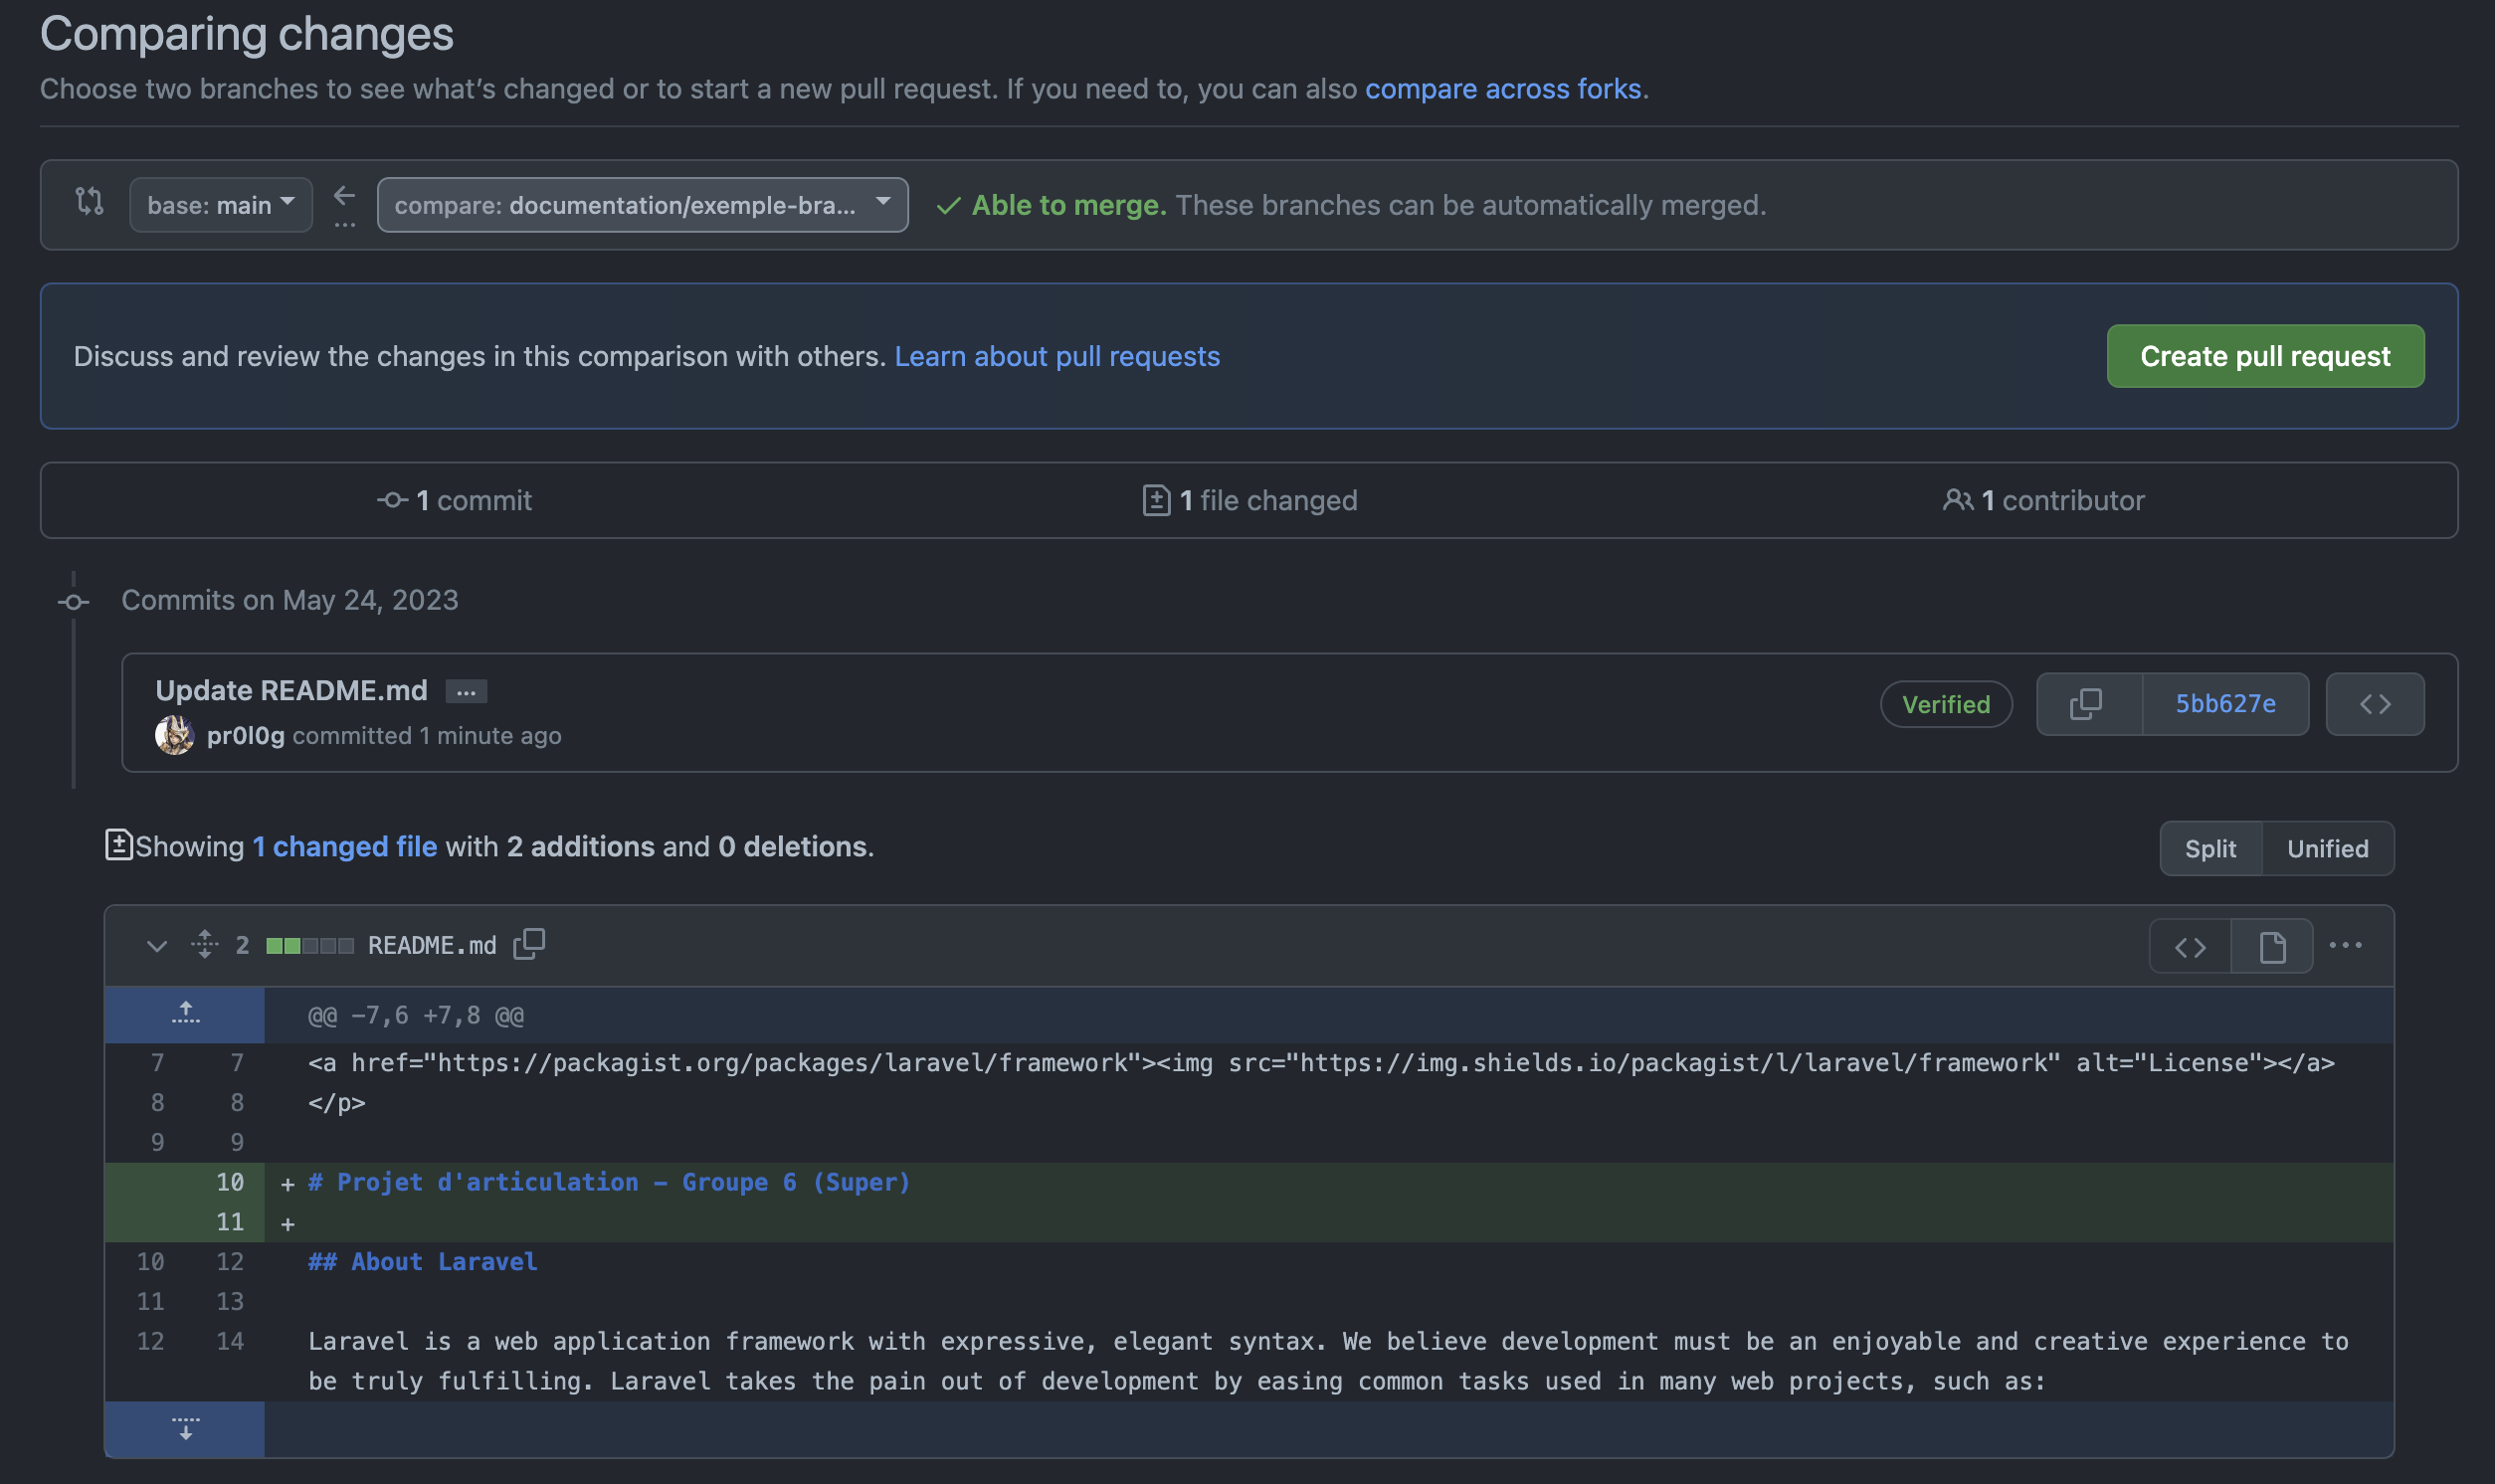 Comparing changes
Choose two branches to see what’s changed or to start a new pull request. If you need to, you can also compare across forks.
base: main
compare: documentation/exemple-bra...
Able to merge. These branches can be automatically merged.
Discuss and review the changes in this comparison with others. Learn about pull requests
Create pull request
1 commit
1 file changed
1 contributor
Commits on May 24, 2023
Update README.md ...
Verified
5bb627e
pr0l0g committed 1 minute ago
Showing 1 changed file with 2 additions and 0 deletions.
Split
Unified
2 README.md
@@ -7,6 +7,8 @@
7 7 <a href="https://packagist.org/packages/laravel/framework"><img src="https://img.shields.io/packagist/l/laravel/framework" alt="License"></a>
8 8 </p>
9 9
10 + # Projet d'articulation - Groupe 6 (Super)
11 +
10 12 ## About Laravel
11 13
12 14 Laravel is a web application framework with expressive, elegant syntax. We believe development must be an enjoyable and creative experience to
be truly fulfilling. Laravel takes the pain out of development by easing common tasks used in many web projects, such as: